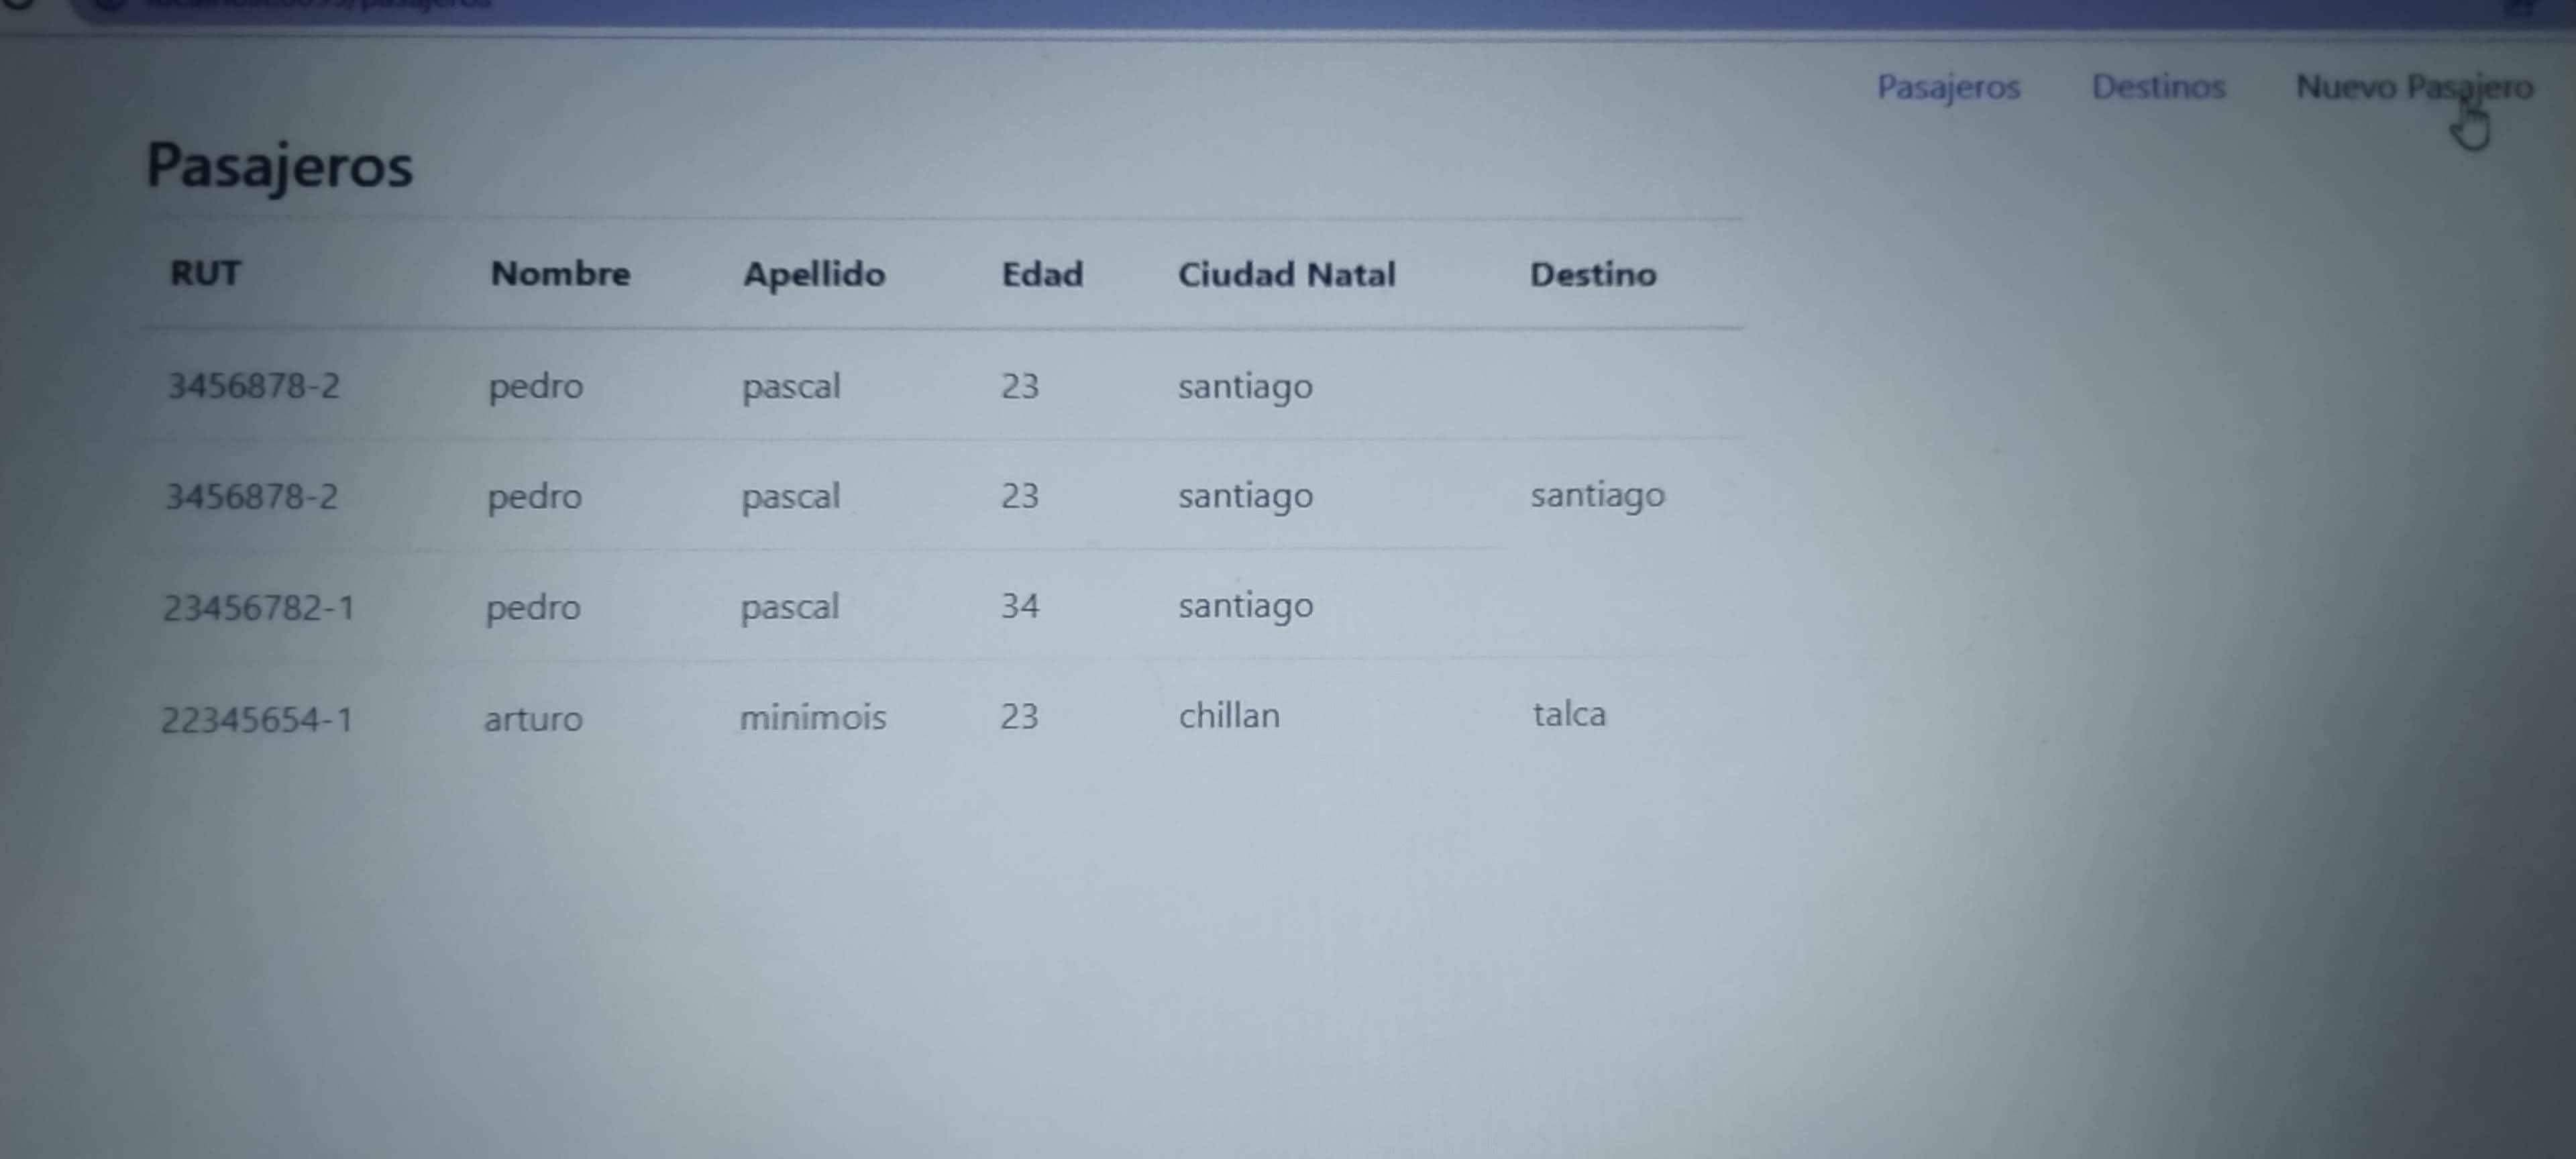 Pasajeros Destinos Nuevo Pasajero
Pasajeros
RUT Nombre Apellido Edad Ciudad Natal Destino
3456878-2 pedro pascal 23 santiago
3456878-2 pedro pascal 23 santiago santiago
23456782-1 pedro pascal 34 santiago
22345654-1 arturo minimois 23 chillan talca